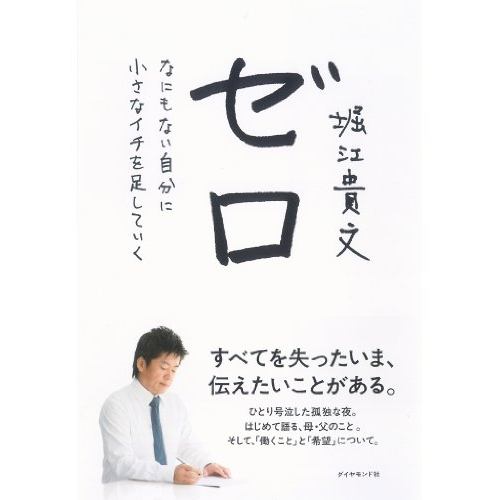 堀江貴文
ゼロ
なにもない自分に
小さなイチを足していく
すべてを失ったいま、
伝えたいことがある。
ひとり号泣した孤独な夜。
はじめて語る、母・父のこと。
そして、「働くこと」と「希望」について。
ダイヤモンド社